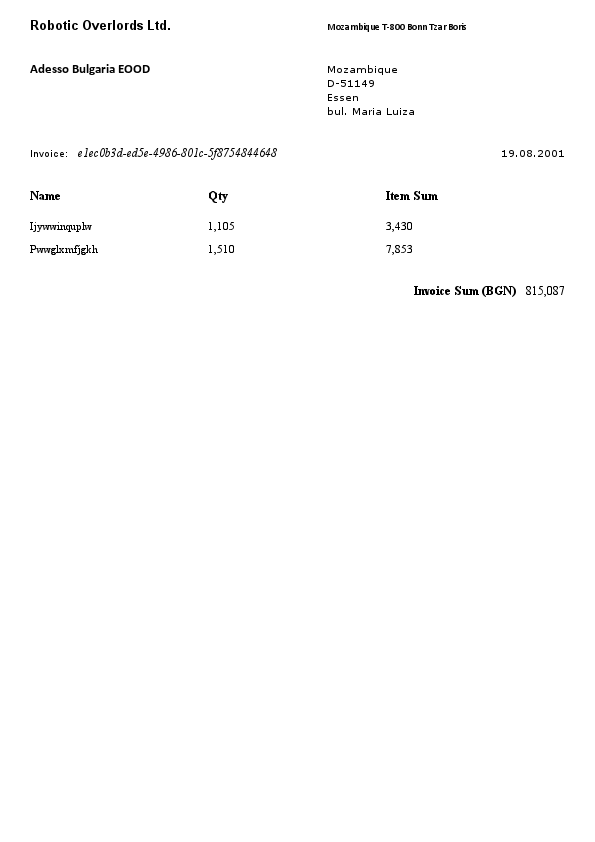 Robotic Overlords Ltd. Mozambique T-800 Bonn Tzar Boris
Adesso Bulgaria EOOD Mozambique
D-51149
Essen
bul. Maria Luiza
Invoice: e1ec0b3d-ed5e-4986-801c-5f8754844648 19.08.2001
Name Qty Item Sum
Ijywwinquplw 1,105 3,430
Pwwglxmfjgkh 1,510 7,853
Invoice Sum (BGN) 815,087